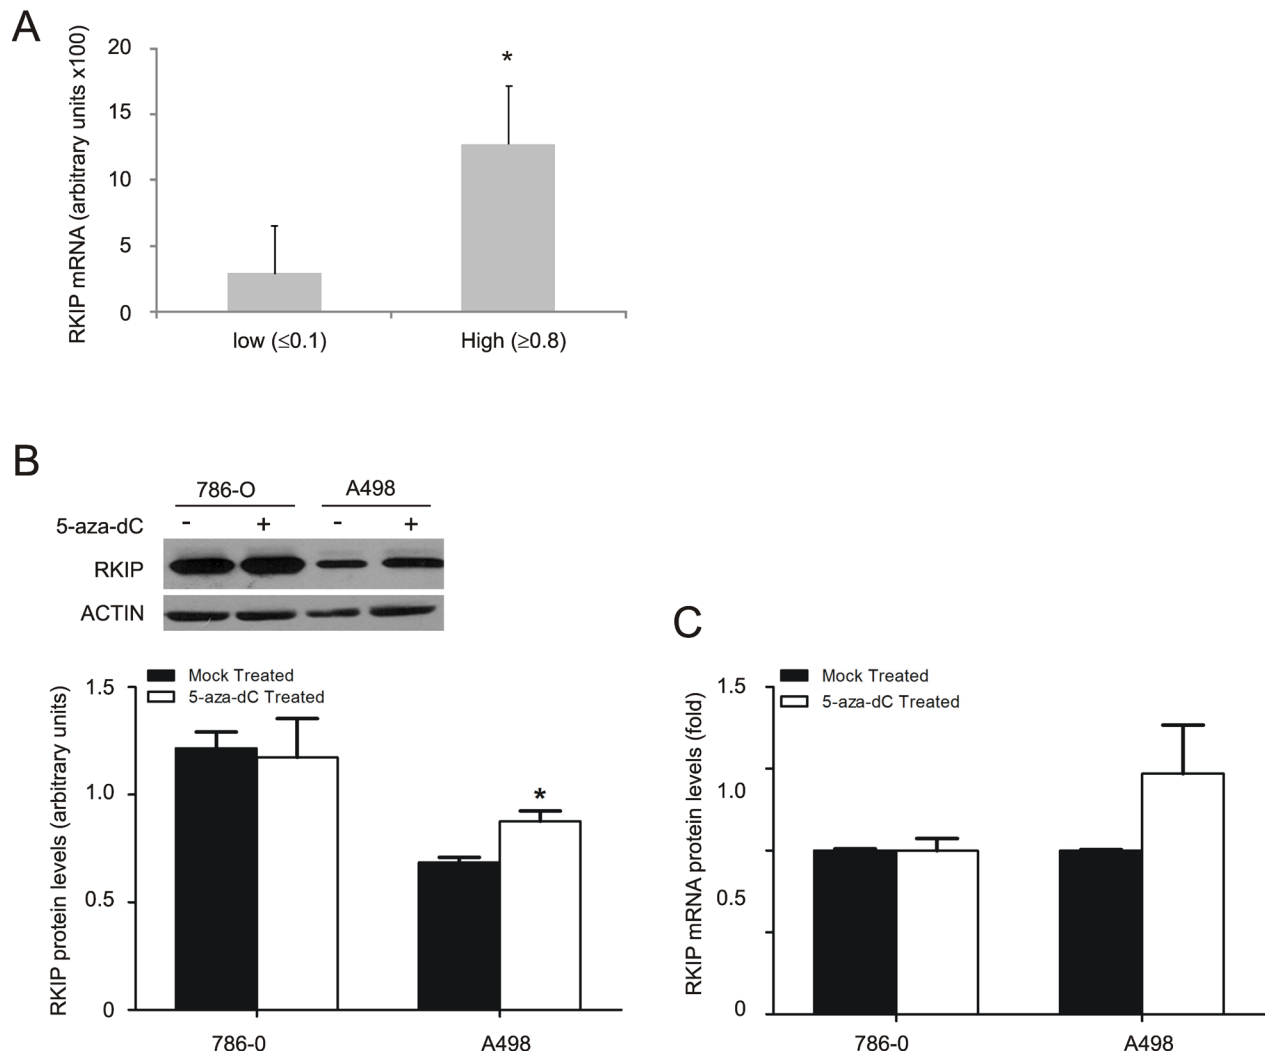 A
RKIP mRNA (arbitrary units x100)
20
15
10
5
0
*
low (≤0.1)
High (≥0.8)
B
786-O
A498
5-aza-dC
-
+
-
+
RKIP
ACTIN
Mock Treated
5-aza-dC Treated
RKIP protein levels (arbitrary units)
1.5
1.0
0.5
0
*
786-0
A498
C
Mock Treated
5-aza-dC Treated
RKIP mRNA protein levels (fold)
1.5
1.0
0.5
0
786-0
A498